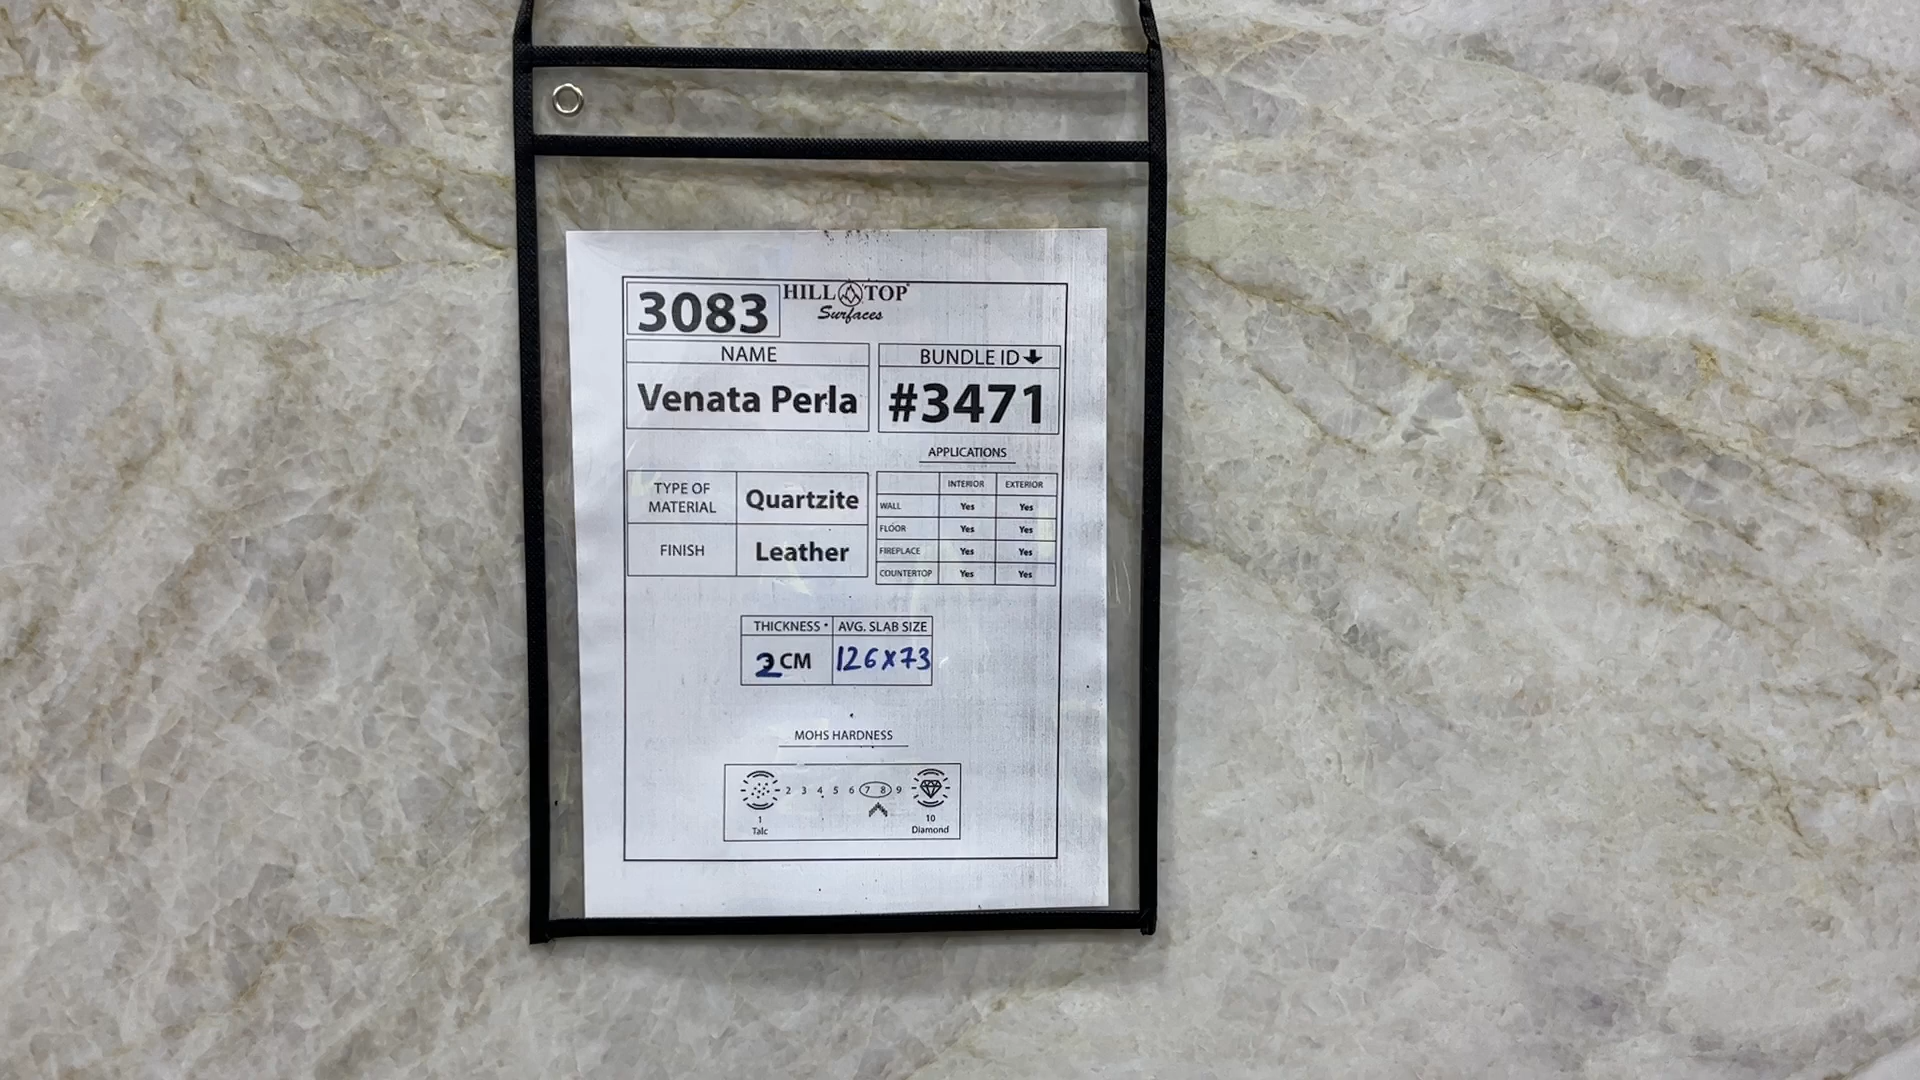 3083
HILL TOP
Surfaces
NAME
Venata Perla
BUNDLE ID
#3471
APPLICATIONS
TYPE OF MATERIAL Quartzite
FINISH Leather
INTERIOR EXTERIOR
WALL Yes Yes
FLOOR Yes Yes
FIREPLACE Yes Yes
COUNTERTOP Yes Yes
THICKNESS AVG. SLAB SIZE
2 CM 126X73
MOHS HARDNESS
2 3 4 5 6 7 8 9
1 10
Talc Diamond